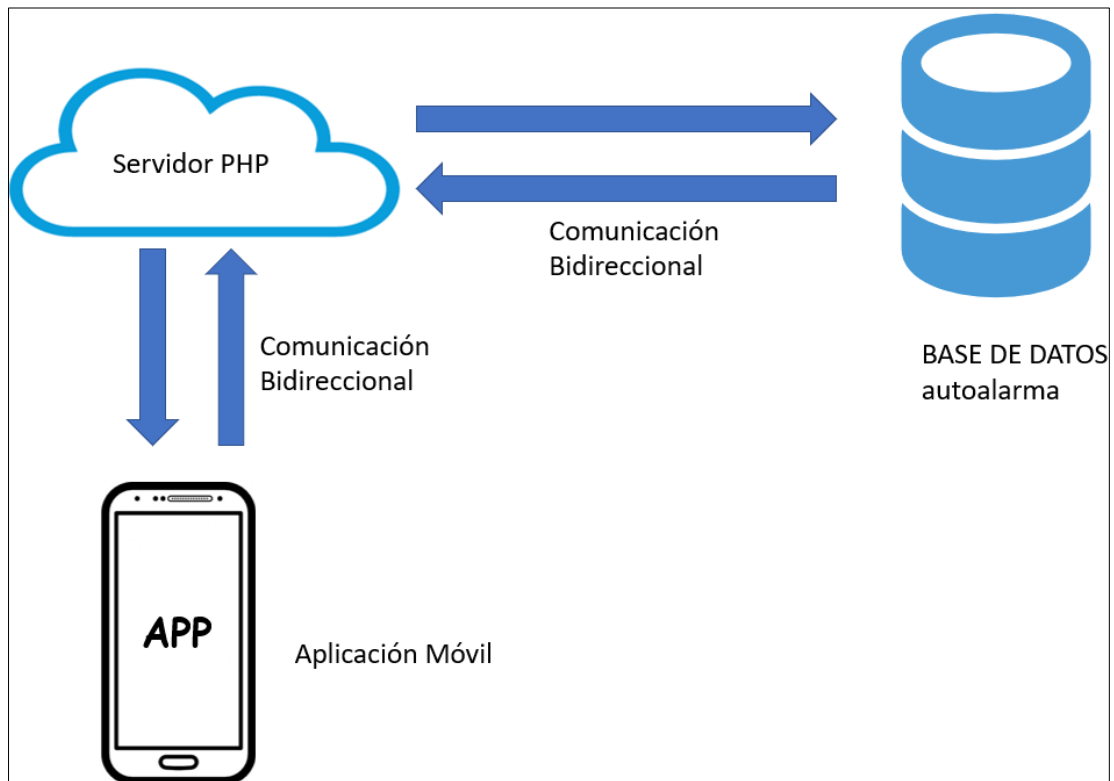 Servidor PHP
Comunicación
Bidireccional
Comunicación
Bidireccional
BASE DE DATOS
autoalarma
APP
Aplicación Móvil